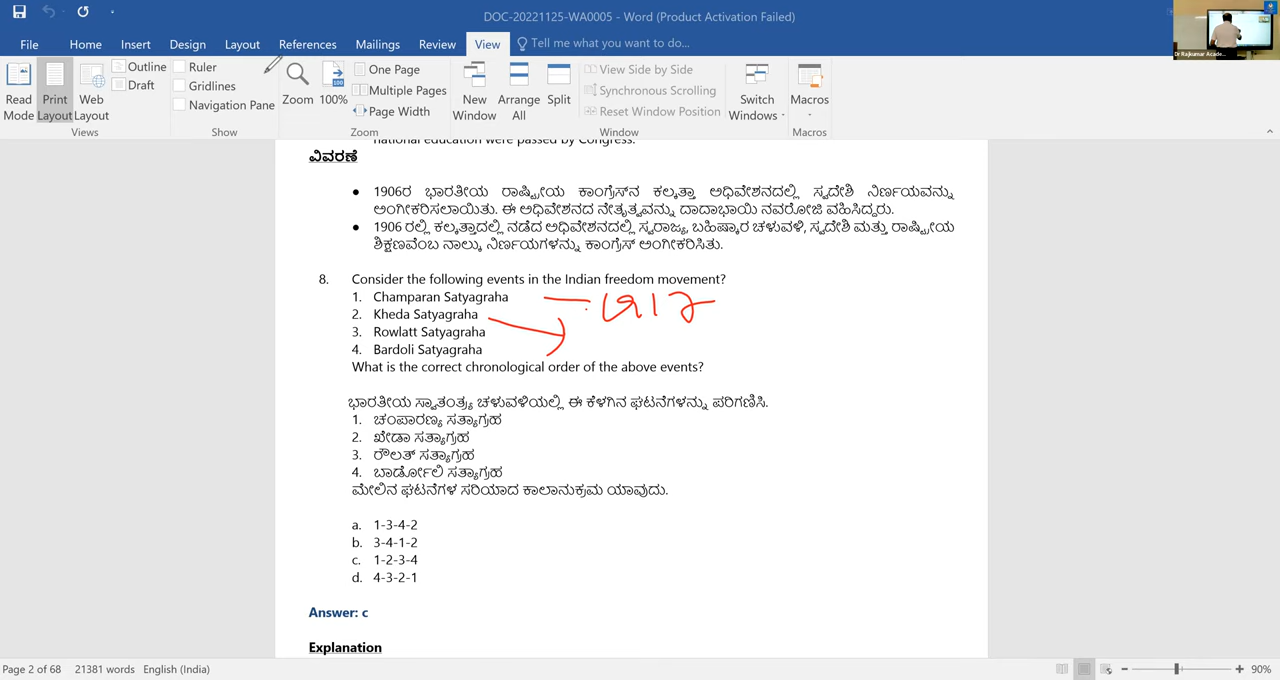 DOC-20221125-WA0005 - Word (Product Activation Failed)
File Home Insert Design Layout References Mailings Review View Tell me what you want to do...
Read Mode Print Layout Web Layout Outline Draft
Views
Ruler
Gridlines
Navigation Pane
Show
Zoom 100% One Page
Multiple Pages
Page Width
Zoom
New Window Arrange All Split View Side by Side
Synchronous Scrolling
Reset Window Position
Window
Switch Windows
Macros
Macros
Dr Rajkumar Acade...
national education were passed by Congress.
ವಿವರಣೆ
• 1906ರ ಭಾರತೀಯ ರಾಷ್ಟ್ರೀಯ ಕಾಂಗ್ರೆಸ್‌ನ ಕಲ್ಕತ್ತಾ ಅಧಿವೇಶನದಲ್ಲಿ ಸ್ವದೇಶಿ ನಿರ್ಣಯವನ್ನು
ಅಂಗೀಕರಿಸಲಾಯಿತು. ಈ ಅಧಿವೇಶನದ ನೇತೃತ್ವವನ್ನು ದಾದಾಭಾಯಿ ನವರೋಜಿ ವಹಿಸಿದ್ದರು.
• 1906 ರಲ್ಲಿ ಕಲ್ಕತ್ತಾದಲ್ಲಿ ನಡೆದ ಅಧಿವೇಶನದಲ್ಲಿ ಸ್ವರಾಜ್ಯ, ಬಹಿಷ್ಕಾರ ಚಳುವಳಿ, ಸ್ವದೇಶಿ ಮತ್ತು ರಾಷ್ಟ್ರೀಯ
ಶಿಕ್ಷಣವೆಂಬ ನಾಲ್ಕು ನಿರ್ಣಯಗಳನ್ನು ಕಾಂಗ್ರೆಸ್ ಅಂಗೀಕರಿಸಿತು.
8. Consider the following events in the Indian freedom movement?
1. Champaran Satyagraha
2. Kheda Satyagraha
3. Rowlatt Satyagraha
4. Bardoli Satyagraha
What is the correct chronological order of the above events?
ಭಾರತೀಯ ಸ್ವಾತಂತ್ರ್ಯ ಚಳುವಳಿಯಲ್ಲಿ ಈ ಕೆಳಗಿನ ಘಟನೆಗಳನ್ನು ಪರಿಗಣಿಸಿ.
1. ಚಂಪಾರಣ್ಯ ಸತ್ಯಾಗ್ರಹ
2. ಖೇಡಾ ಸತ್ಯಾಗ್ರಹ
3. ರೌಲತ್ ಸತ್ಯಾಗ್ರಹ
4. ಬಾರ್ಡೋಲಿ ಸತ್ಯಾಗ್ರಹ
ಮೇಲಿನ ಘಟನೆಗಳ ಸರಿಯಾದ ಕಾಲಾನುಕ್ರಮ ಯಾವುದು.
a. 1-3-4-2
b. 3-4-1-2
c. 1-2-3-4
d. 4-3-2-1
Answer: c
Explanation
Page 2 of 68 21381 words English (India) 90%